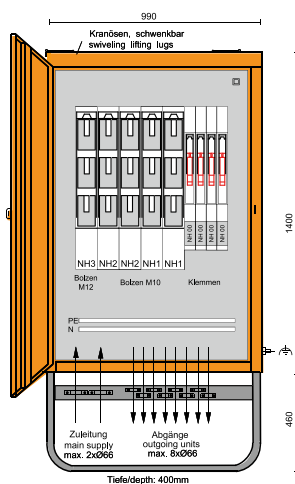 990
Kranösen, schwenkbar
swiveling lifting lugs
1400
NH 00 NH 00 NH 00 NH 00
NH3 NH2 NH2 NH1 NH1
Bolzen
M12
Bolzen M10
Klemmen
PE
N
460
Zuleitung
main supply
max. 2xØ66
Abgänge
outgoing units
max. 8xØ66
Tiefe/depth: 400mm